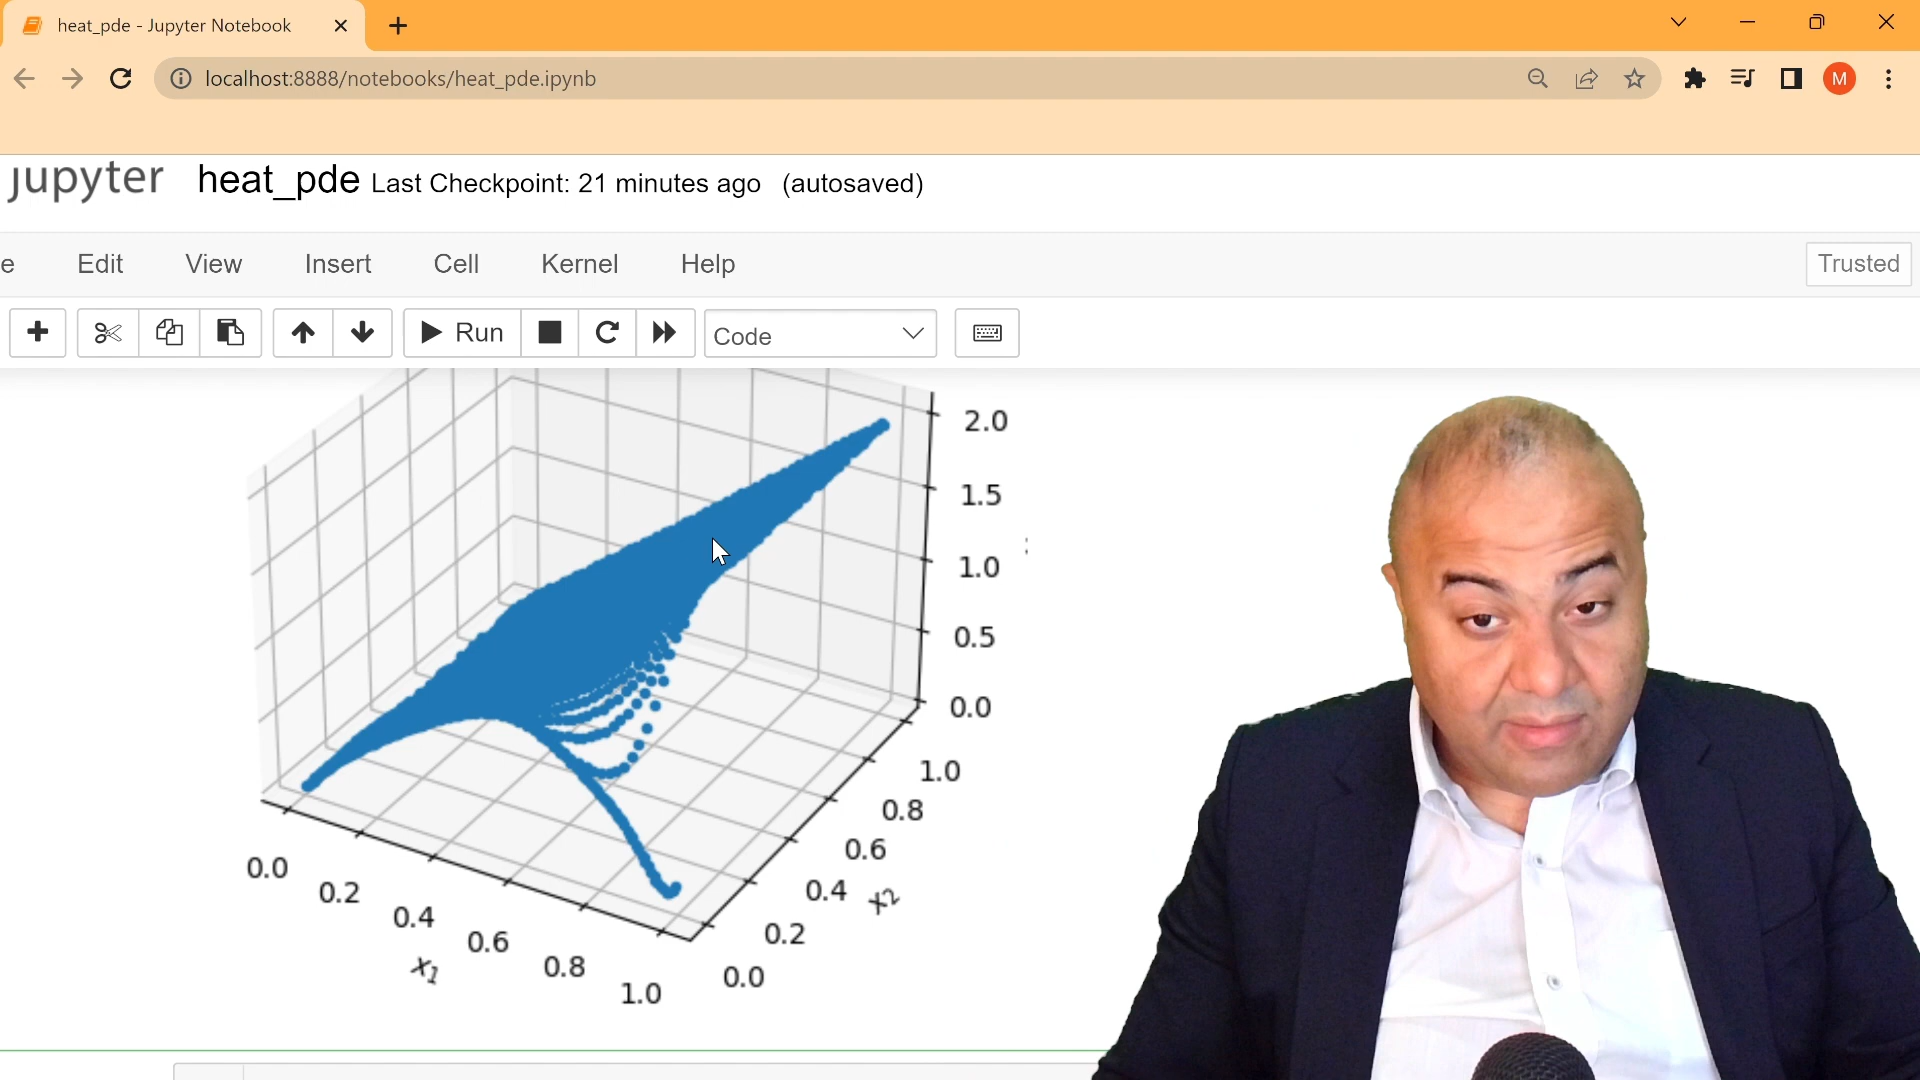 heat_pde - Jupyter Notebook
localhost:8888/notebooks/heat_pde.ipynb
M
jupyter heat_pde Last Checkpoint: 21 minutes ago (autosaved)
e Edit View Insert Cell Kernel Help Trusted
Run Code
2.0
1.5
1.0
0.5
0.0
1.0
0.8
0.6
0.4
0.2
0.0
x2
0.0
0.2
0.4
0.6
0.8
1.0
x1